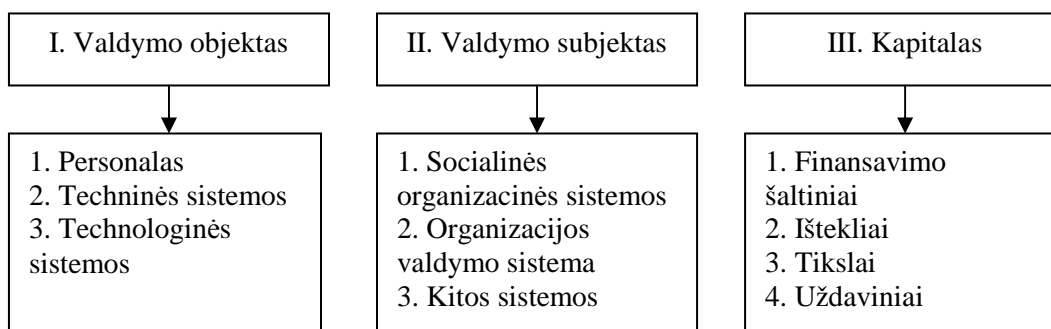 I. Valdymo objektas
II. Valdymo subjektas
III. Kapitalas
1. Personalas
2. Techninės sistemos
3. Technologinės
sistemos
1. Socialinės
organizacinės sistemos
2. Organizacijos
valdymo sistema
3. Kitos sistemos
1. Finansavimo
šaltiniai
2. Ištekliai
3. Tikslai
4. Uždaviniai